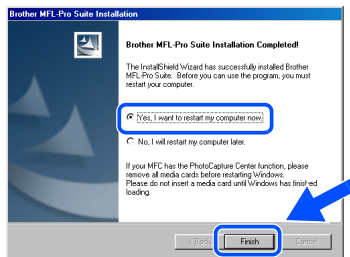 Brother MFL-Pro Suite Installation
Brother MFL-Pro Suite Installation Completed!
The InstallShield Wizard has successfully installed Brother
MFL-Pro Suite. Before you can use the program, you must
restart your computer.
Yes, I want to restart my computer now.
No, I will restart my computer later.
If your MFC has the PhotoCapture Center function, please
remove all media cards before restarting Windows.
Please do not insert a media card until Windows has finished
loading.
< Back
Finish
Cancel